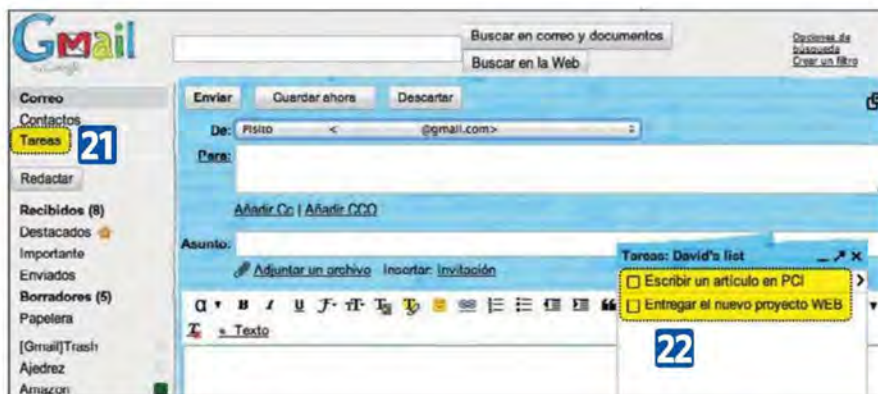 Gmail
Buscar en correo y documentos
Buscar en la Web
Opciones de
búsqueda
Crear un filtro
Correo
Contactos
Tareas
21
Redactar
Recibidos (8)
Destacados
Importante
Enviados
Borradores (5)
Papelera
[Gmail]Trash
Ajedrez
Amazon
Enviar Guardar ahora Descartar
De: Pisito < @gmail.com>
Para:
Añadir Cc | Añadir CCO
Asunto:
Adjuntar un archivo Insertar: Invitación
B I U
« Texto
Tareas: David's list
Escribir un artículo en PCI
Entregar el nuevo proyecto WEB
22